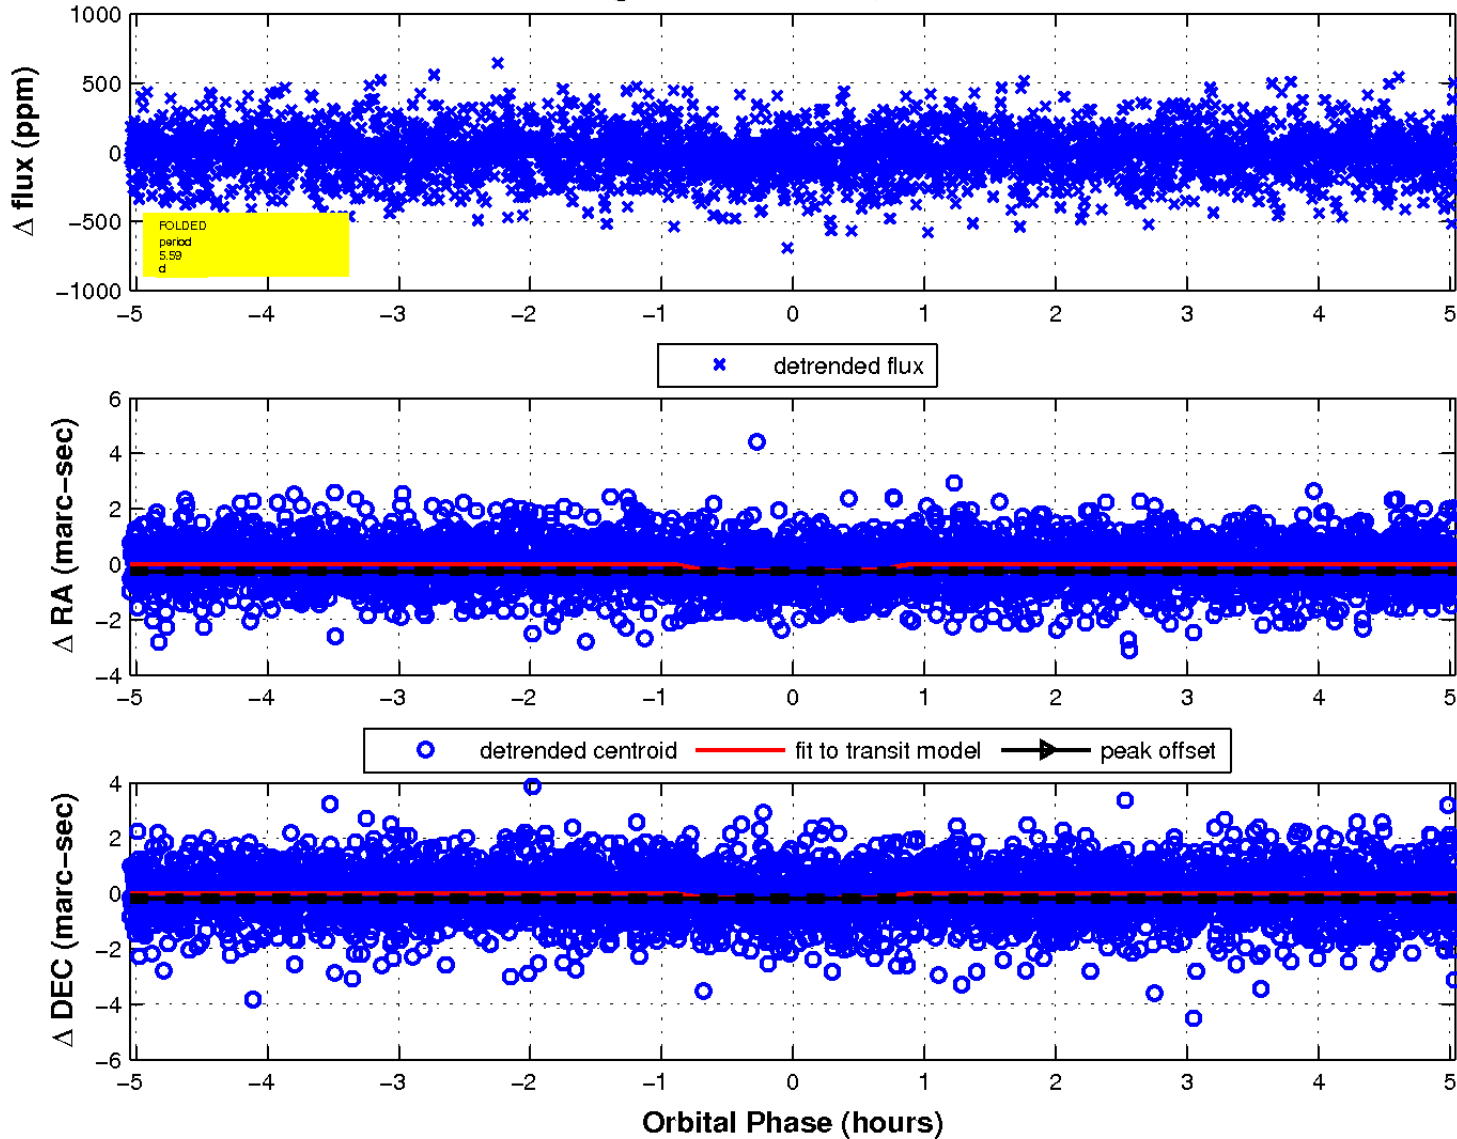 1000
500
0
−500
−1000
Δ flux (ppm)
FOLDED
period
5.59
d
−5 −4 −3 −2 −1 0 1 2 3 4 5
detrended flux
6
4
2
0
−2
−4
Δ RA (marc−sec)
−5 −4 −3 −2 −1 0 1 2 3 4 5
detrended centroid fit to transit model peak offset
4
2
0
−2
−4
−6
Δ DEC (marc−sec)
−5 −4 −3 −2 −1 0 1 2 3 4 5
Orbital Phase (hours)